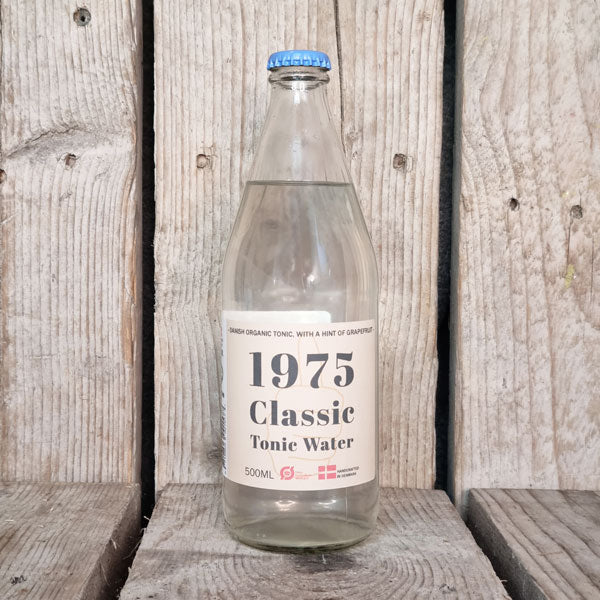 - DANISH ORGANIC TONIC, WITH A HINT OF GRAPEFRUIT -
1975
Classic
Tonic Water
500ML
HANDCRAFTED
IN DENMARK